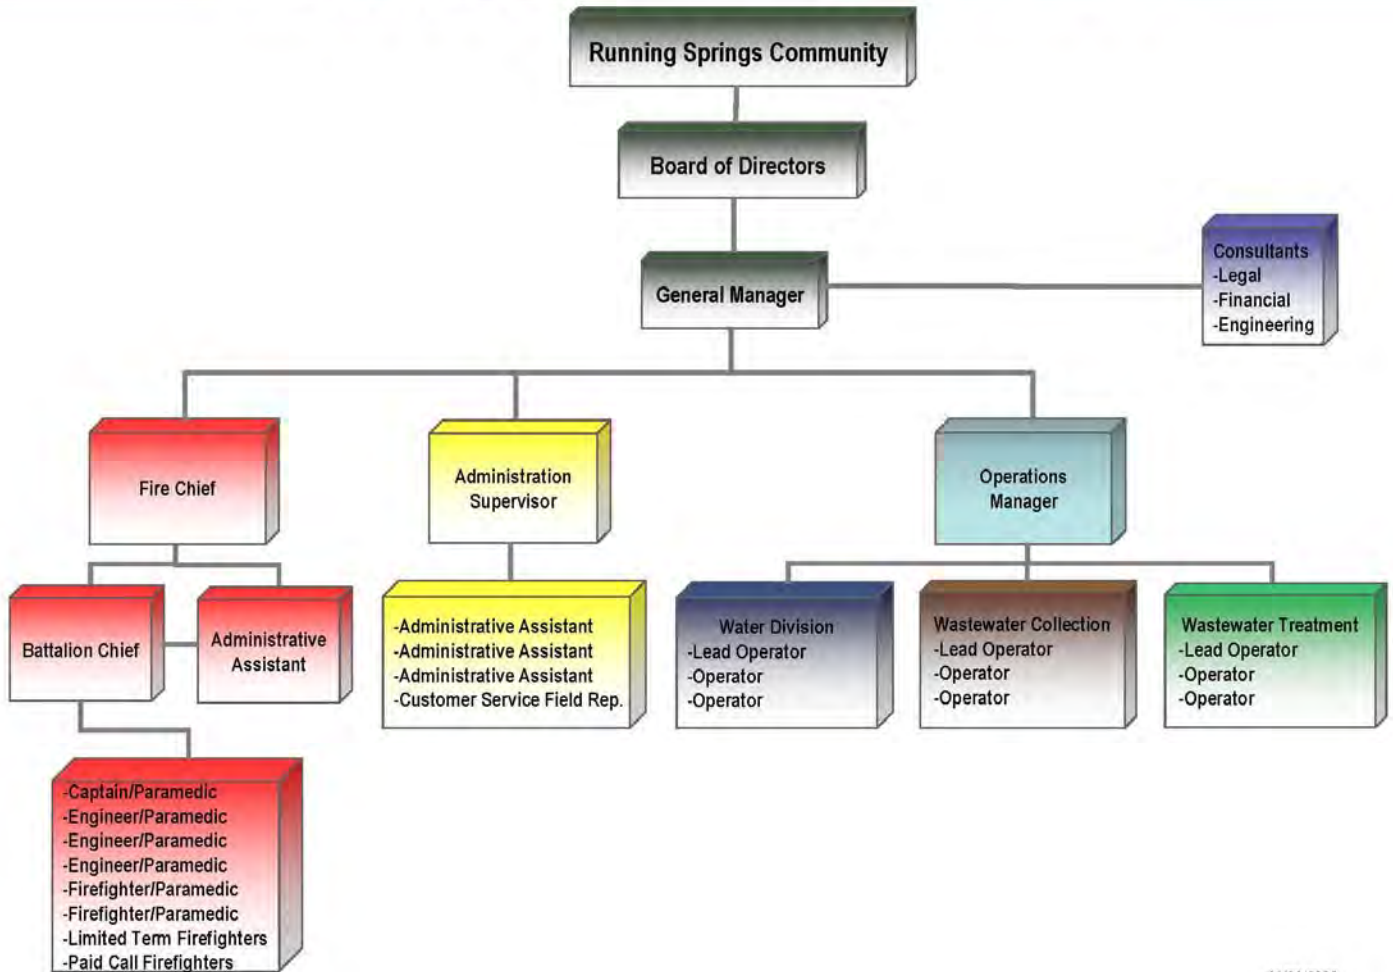 Running Springs Community
Board of Directors
General Manager
Consultants
-Legal
-Financial
-Engineering
Fire Chief
Administration
Supervisor
Operations
Manager
Battalion Chief
Administrative
Assistant
-Administrative Assistant
-Administrative Assistant
-Administrative Assistant
-Customer Service Field Rep.
Water Division
-Lead Operator
-Operator
-Operator
Wastewater Collection
-Lead Operator
-Operator
-Operator
Wastewater Treatment
-Lead Operator
-Operator
-Operator
-Captain/Paramedic
-Engineer/Paramedic
-Engineer/Paramedic
-Engineer/Paramedic
-Firefighter/Paramedic
-Firefighter/Paramedic
-Limited Term Firefighters
-Paid Call Firefighters